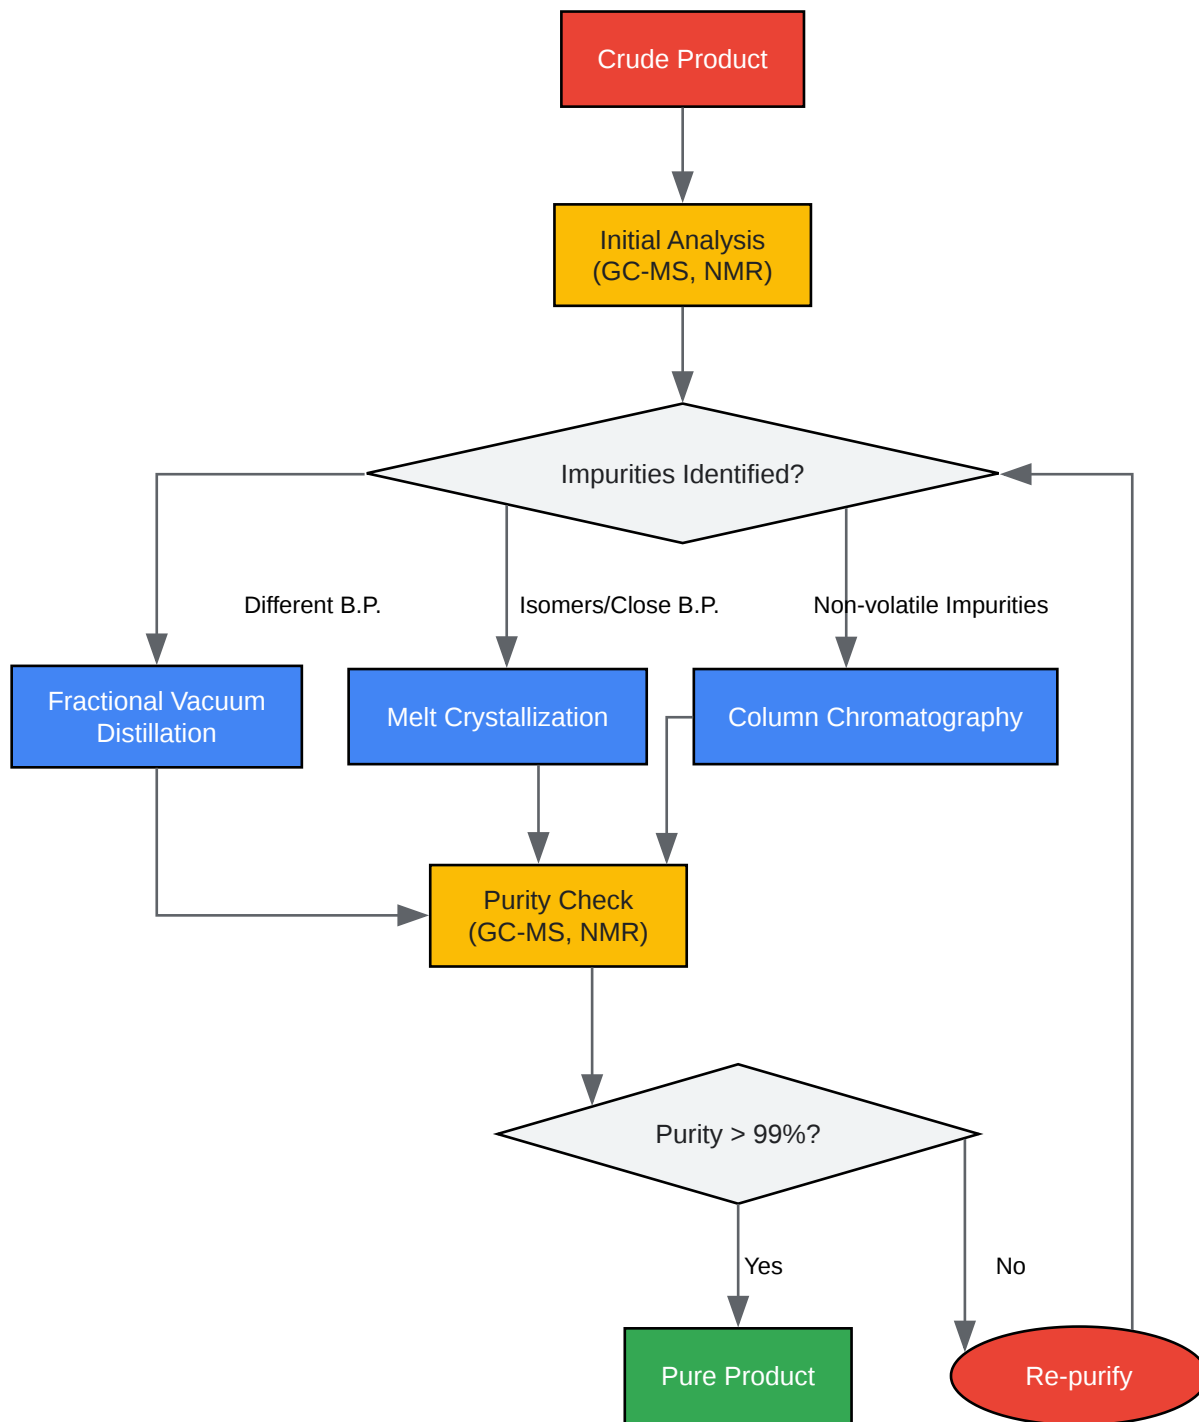 Crude Product
Initial Analysis
(GC-MS, NMR)
Impurities Identified?
Different B.P.
Isomers/Close B.P.
Non-volatile Impurities
Fractional Vacuum
Distillation
Melt Crystallization
Column Chromatography
Purity Check
(GC-MS, NMR)
Purity > 99%?
Yes
No
Pure Product
Re-purify